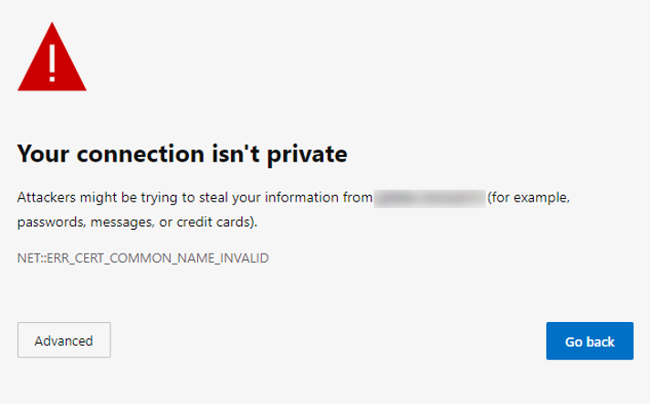 Your connection isn't private
Attackers might be trying to steal your information from (for example,
passwords, messages, or credit cards).
NET::ERR_CERT_COMMON_NAME_INVALID
Advanced
Go back